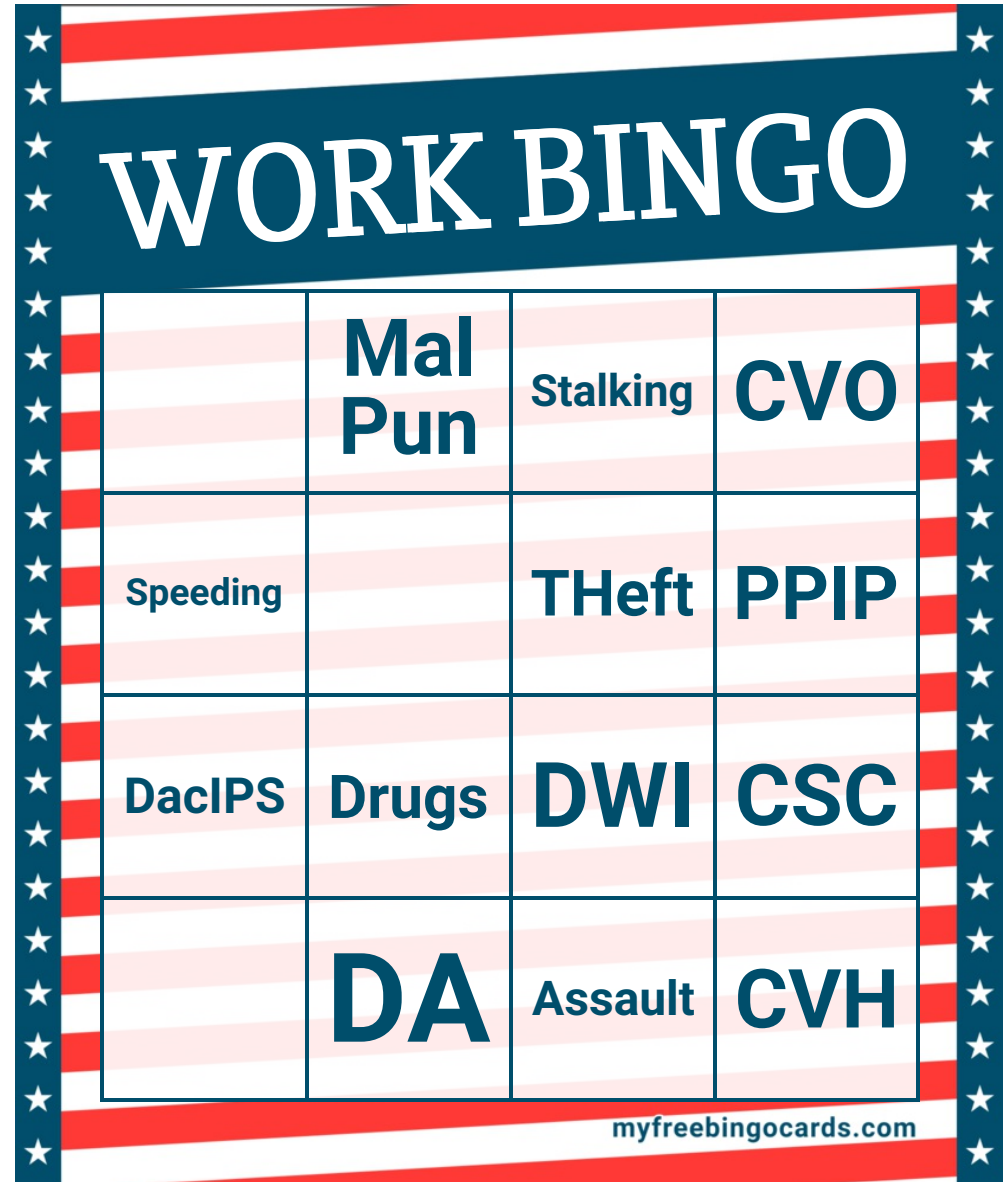 WORK BINGO
Mal
Pun
Stalking
CVO
Speeding
THeft
PPIP
DacIPS
Drugs
DWI
CSC
DA
Assault
CVH
myfreebingocards.com